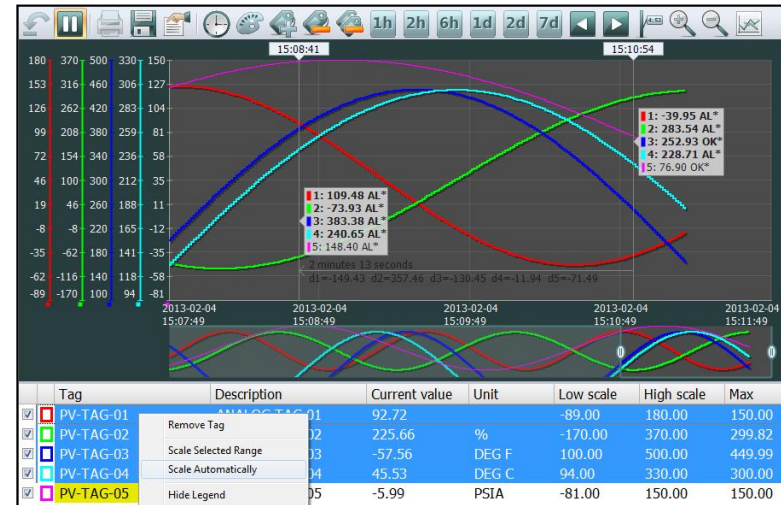 1h 2h 6h 1d 2d 7d
15:08:41 15:10:54
180 370 500 330 150
153 316 460 306 127
126 262 420 283 104
99 208 380 259 81
72 154 340 236 58
46 100 300 212 35
19 46 260 188 11
-8 -8 220 165 -12
-35 -62 180 141 -35
-62 -116 140 118 -58
-89 -170 100 94 -81
1: -39.95 AL*
2: 283.54 AL*
3: 252.93 OK*
4: 228.71 AL*
5: 76.90 OK*
1: 109.48 AL*
2: -73.93 AL*
3: 383.38 AL*
4: 240.65 AL*
5: 148.40 AL*
2 minutes 13 seconds
d1=-149.43 d2=357.46 d3=-130.45 d4=-11.94 d5=-71.49
2013-02-04 2013-02-04 2013-02-04 2013-02-04 2013-02-04
15:07:49 15:08:49 15:09:49 15:10:49 15:11:49
Tag Description Current value Unit Low scale High scale Max
PV-TAG-01 ANALOG TAG 01 92.72 -89.00 180.00 150.00
PV-TAG-02 02 225.66 % -170.00 370.00 299.82
PV-TAG-03 03 -57.56 DEG F 100.00 500.00 449.99
PV-TAG-04 04 45.53 DEG C 94.00 330.00 300.00
PV-TAG-05 05 -5.99 PSIA -81.00 150.00 150.00
Remove Tag
Scale Selected Range
Scale Automatically
Hide Legend